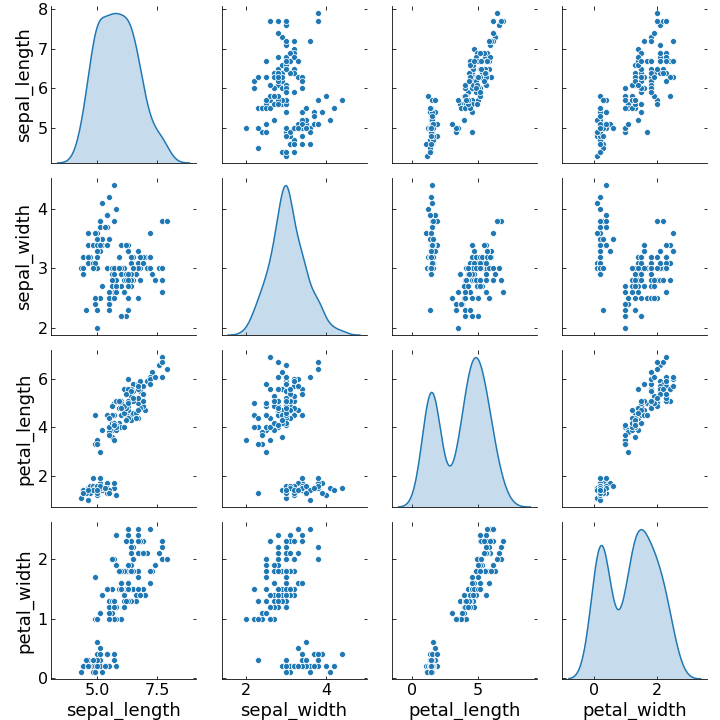 8
7
6
5
sepal_length
4
3
2
sepal_width
6
4
2
petal_length
2
1
0
petal_width
5.0 7.5 2 4 0 5 0 2
sepal_length sepal_width petal_length petal_width